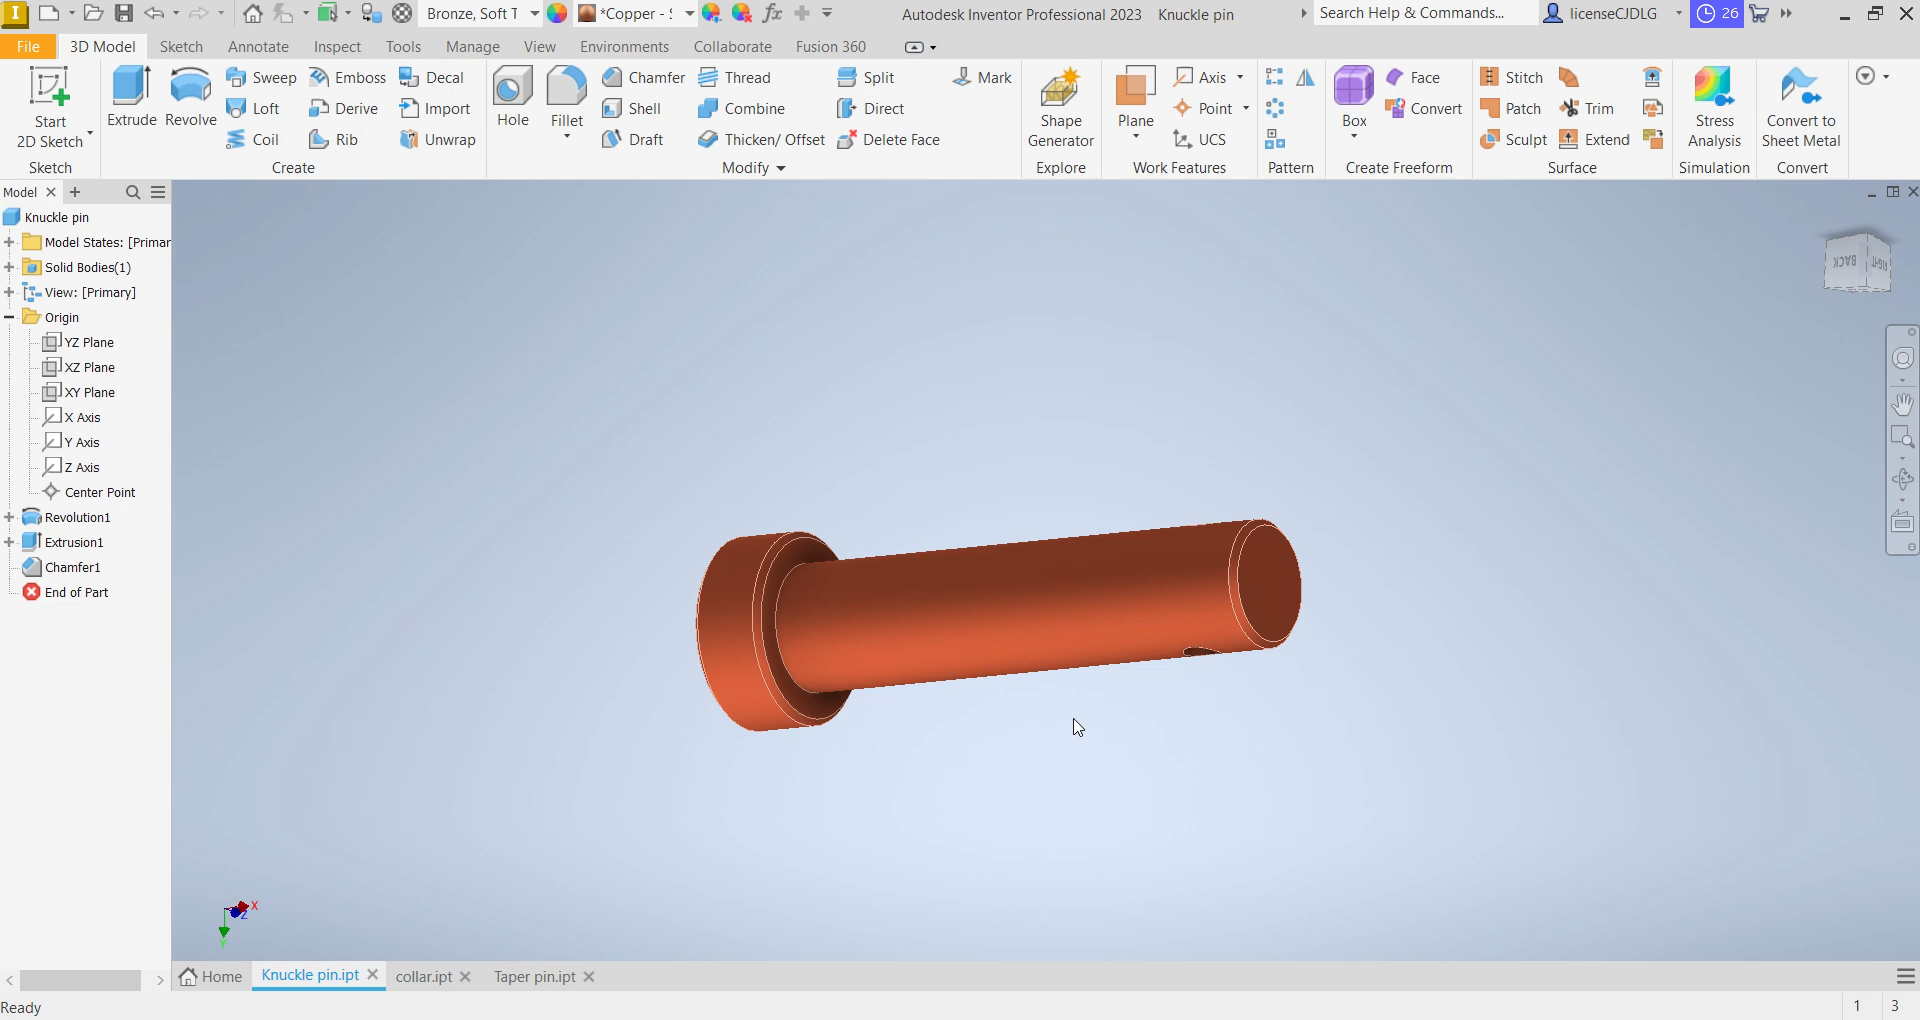 I Bronze, Soft T *Copper - S fx Autodesk Inventor Professional 2023 Knuckle pin Search Help & Commands... licenseCJDLG 26
File 3D Model Sketch Annotate Inspect Tools Manage View Environments Collaborate Fusion 360
Start 2D Sketch
Extrude
Revolve
Sweep Emboss Decal
Loft Derive Import
Coil Rib Unwrap
Hole
Fillet
Chamfer Thread Split Mark
Shell Combine Direct
Draft Thicken/ Offset Delete Face
Shape Generator
Plane
Axis
Point
UCS
Box
Face
Convert
Stitch
Patch Trim
Sculpt Extend
Stress Analysis
Convert to Sheet Metal
Sketch Create Modify Explore Work Features Pattern Create Freeform Surface Simulation Convert
Model
Knuckle pin
Model States: [Primar
Solid Bodies(1)
View: [Primary]
Origin
YZ Plane
XZ Plane
XY Plane
X Axis
Y Axis
Z Axis
Center Point
Revolution1
Extrusion1
Chamfer1
End of Part
BACK RIGHT
X
Z
Y
Home Knuckle pin.ipt collar.ipt Taper pin.ipt
Ready 1 3